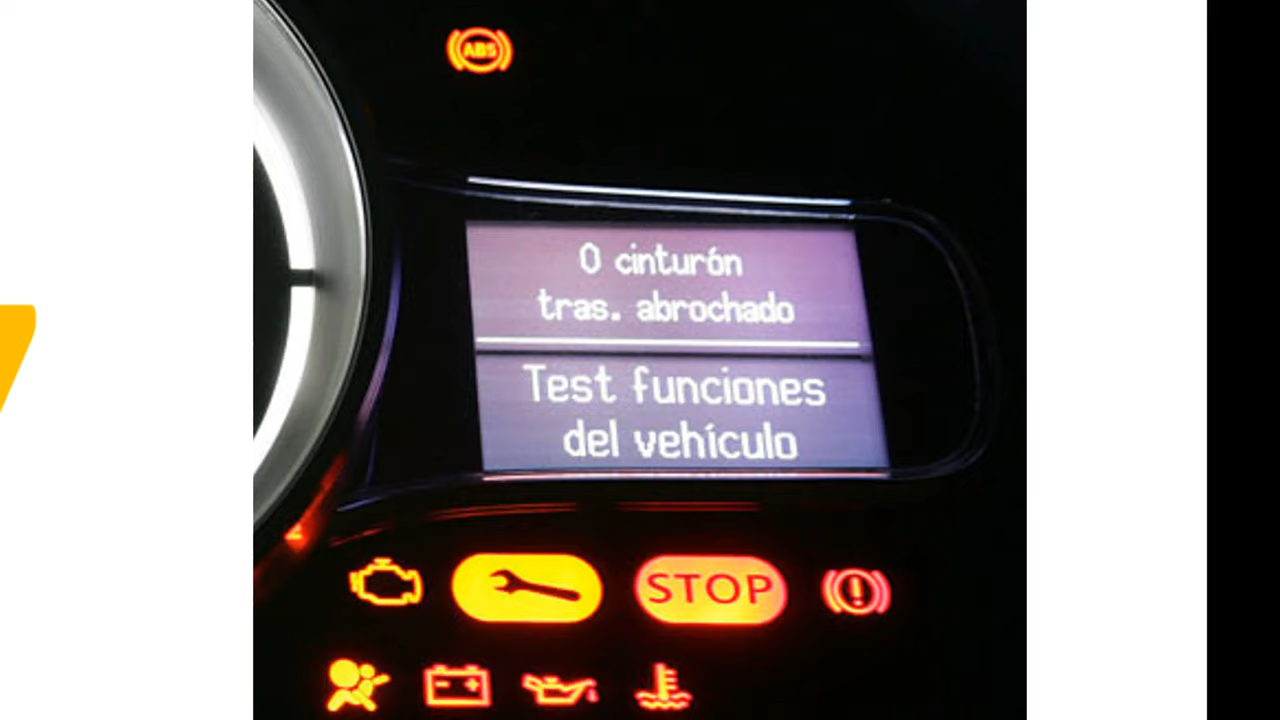 ABS
0 cinturón
tras. abrochado
Test funciones
del vehículo
STOP